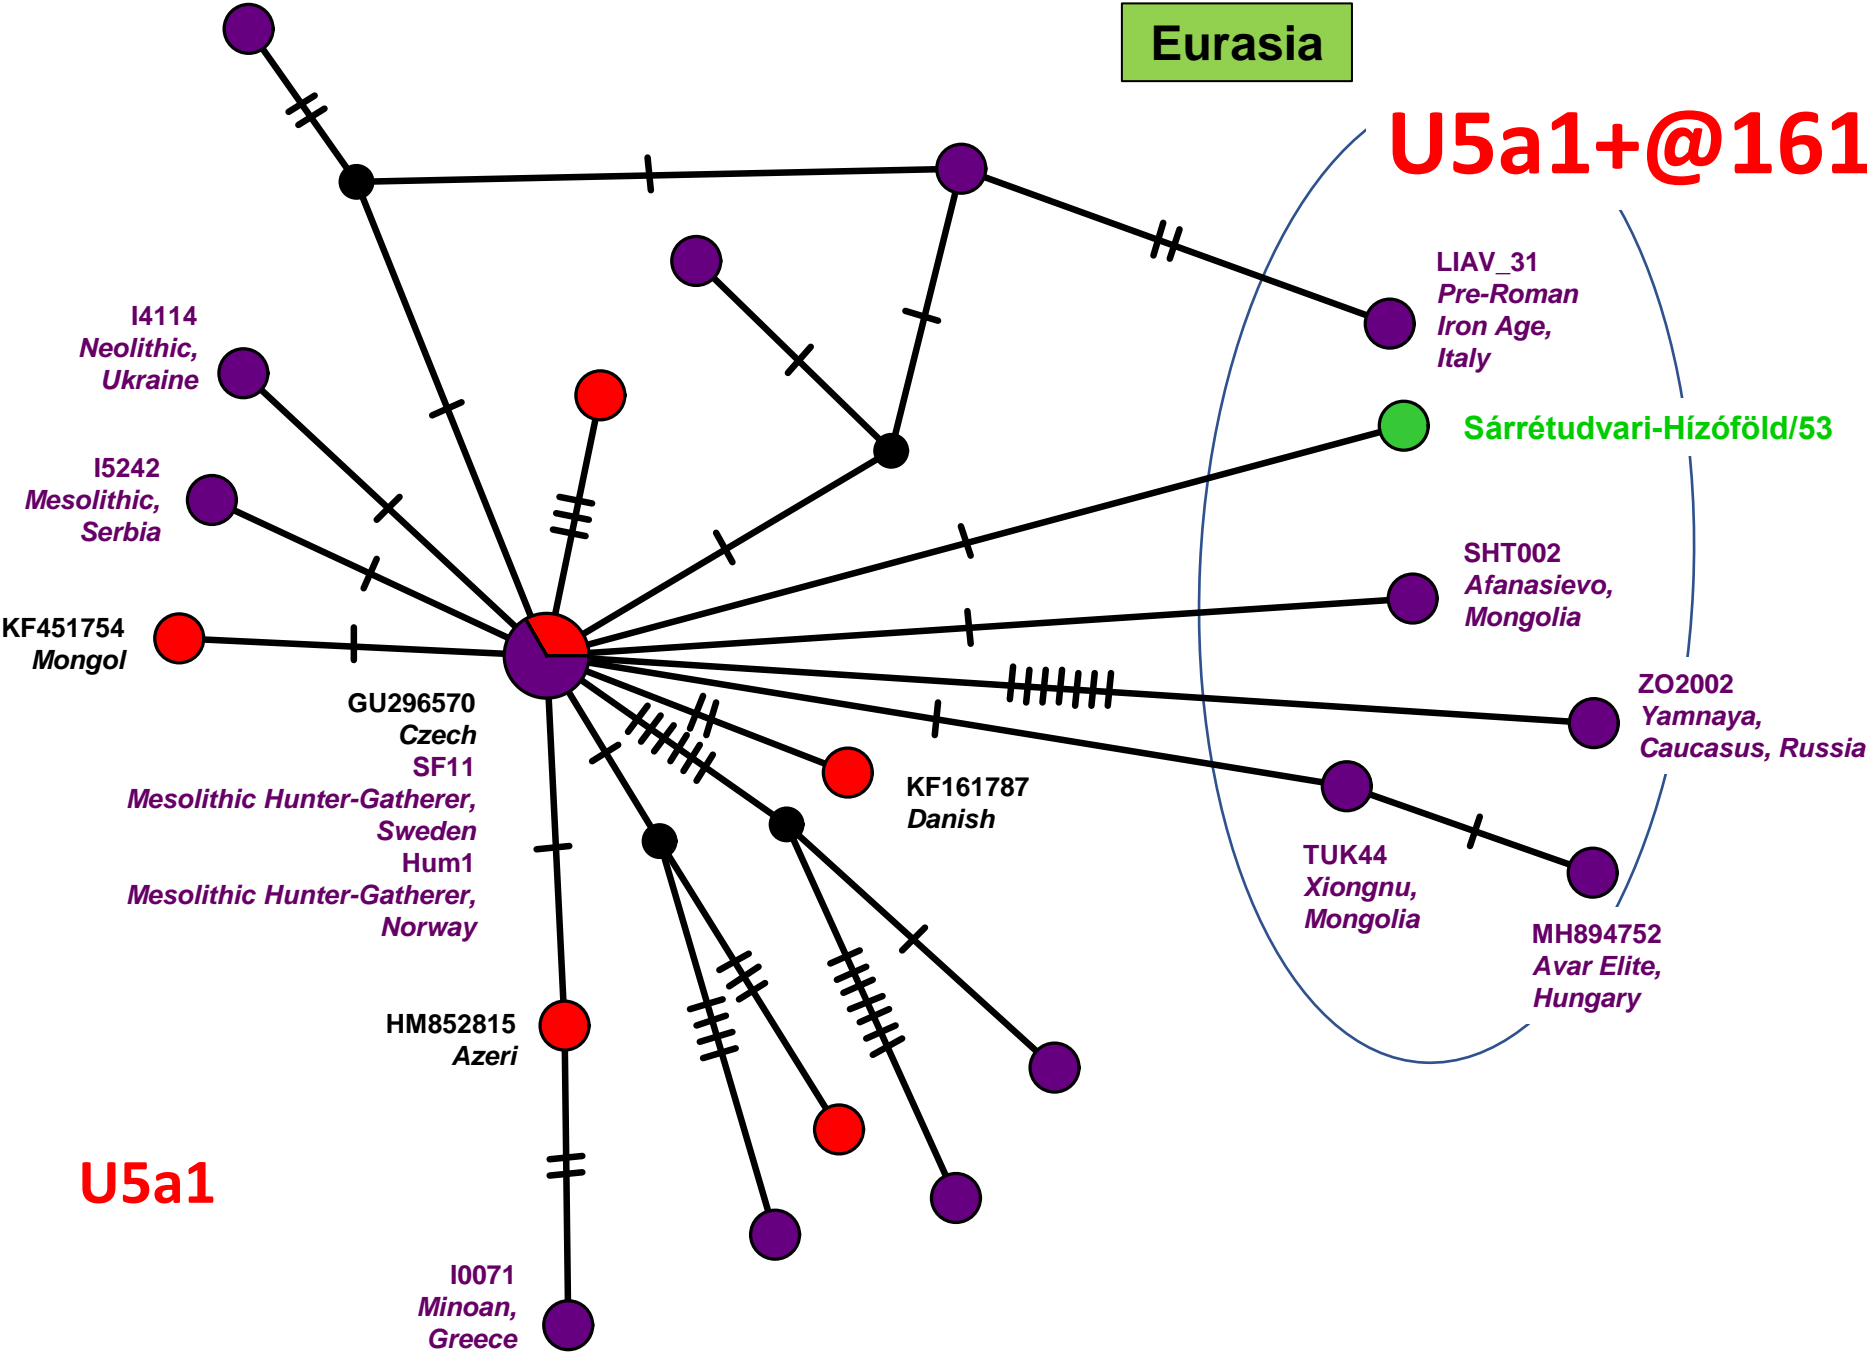 Eurasia
U5a1+@161
LIAV_31
Pre-Roman
Iron Age,
Italy
I4114
Neolithic,
Ukraine
Sárrétudvari-Hízóföld/53
I5242
Mesolithic,
Serbia
SHT002
Afanasievo,
Mongolia
KF451754
Mongol
GU296570
Czech
SF11
Mesolithic Hunter-Gatherer,
Sweden
Hum1
Mesolithic Hunter-Gatherer,
Norway
ZO2002
Yamnaya,
Caucasus, Russia
KF161787
Danish
TUK44
Xiongnu,
Mongolia
MH894752
Avar Elite,
Hungary
HM852815
Azeri
U5a1
I0071
Minoan,
Greece